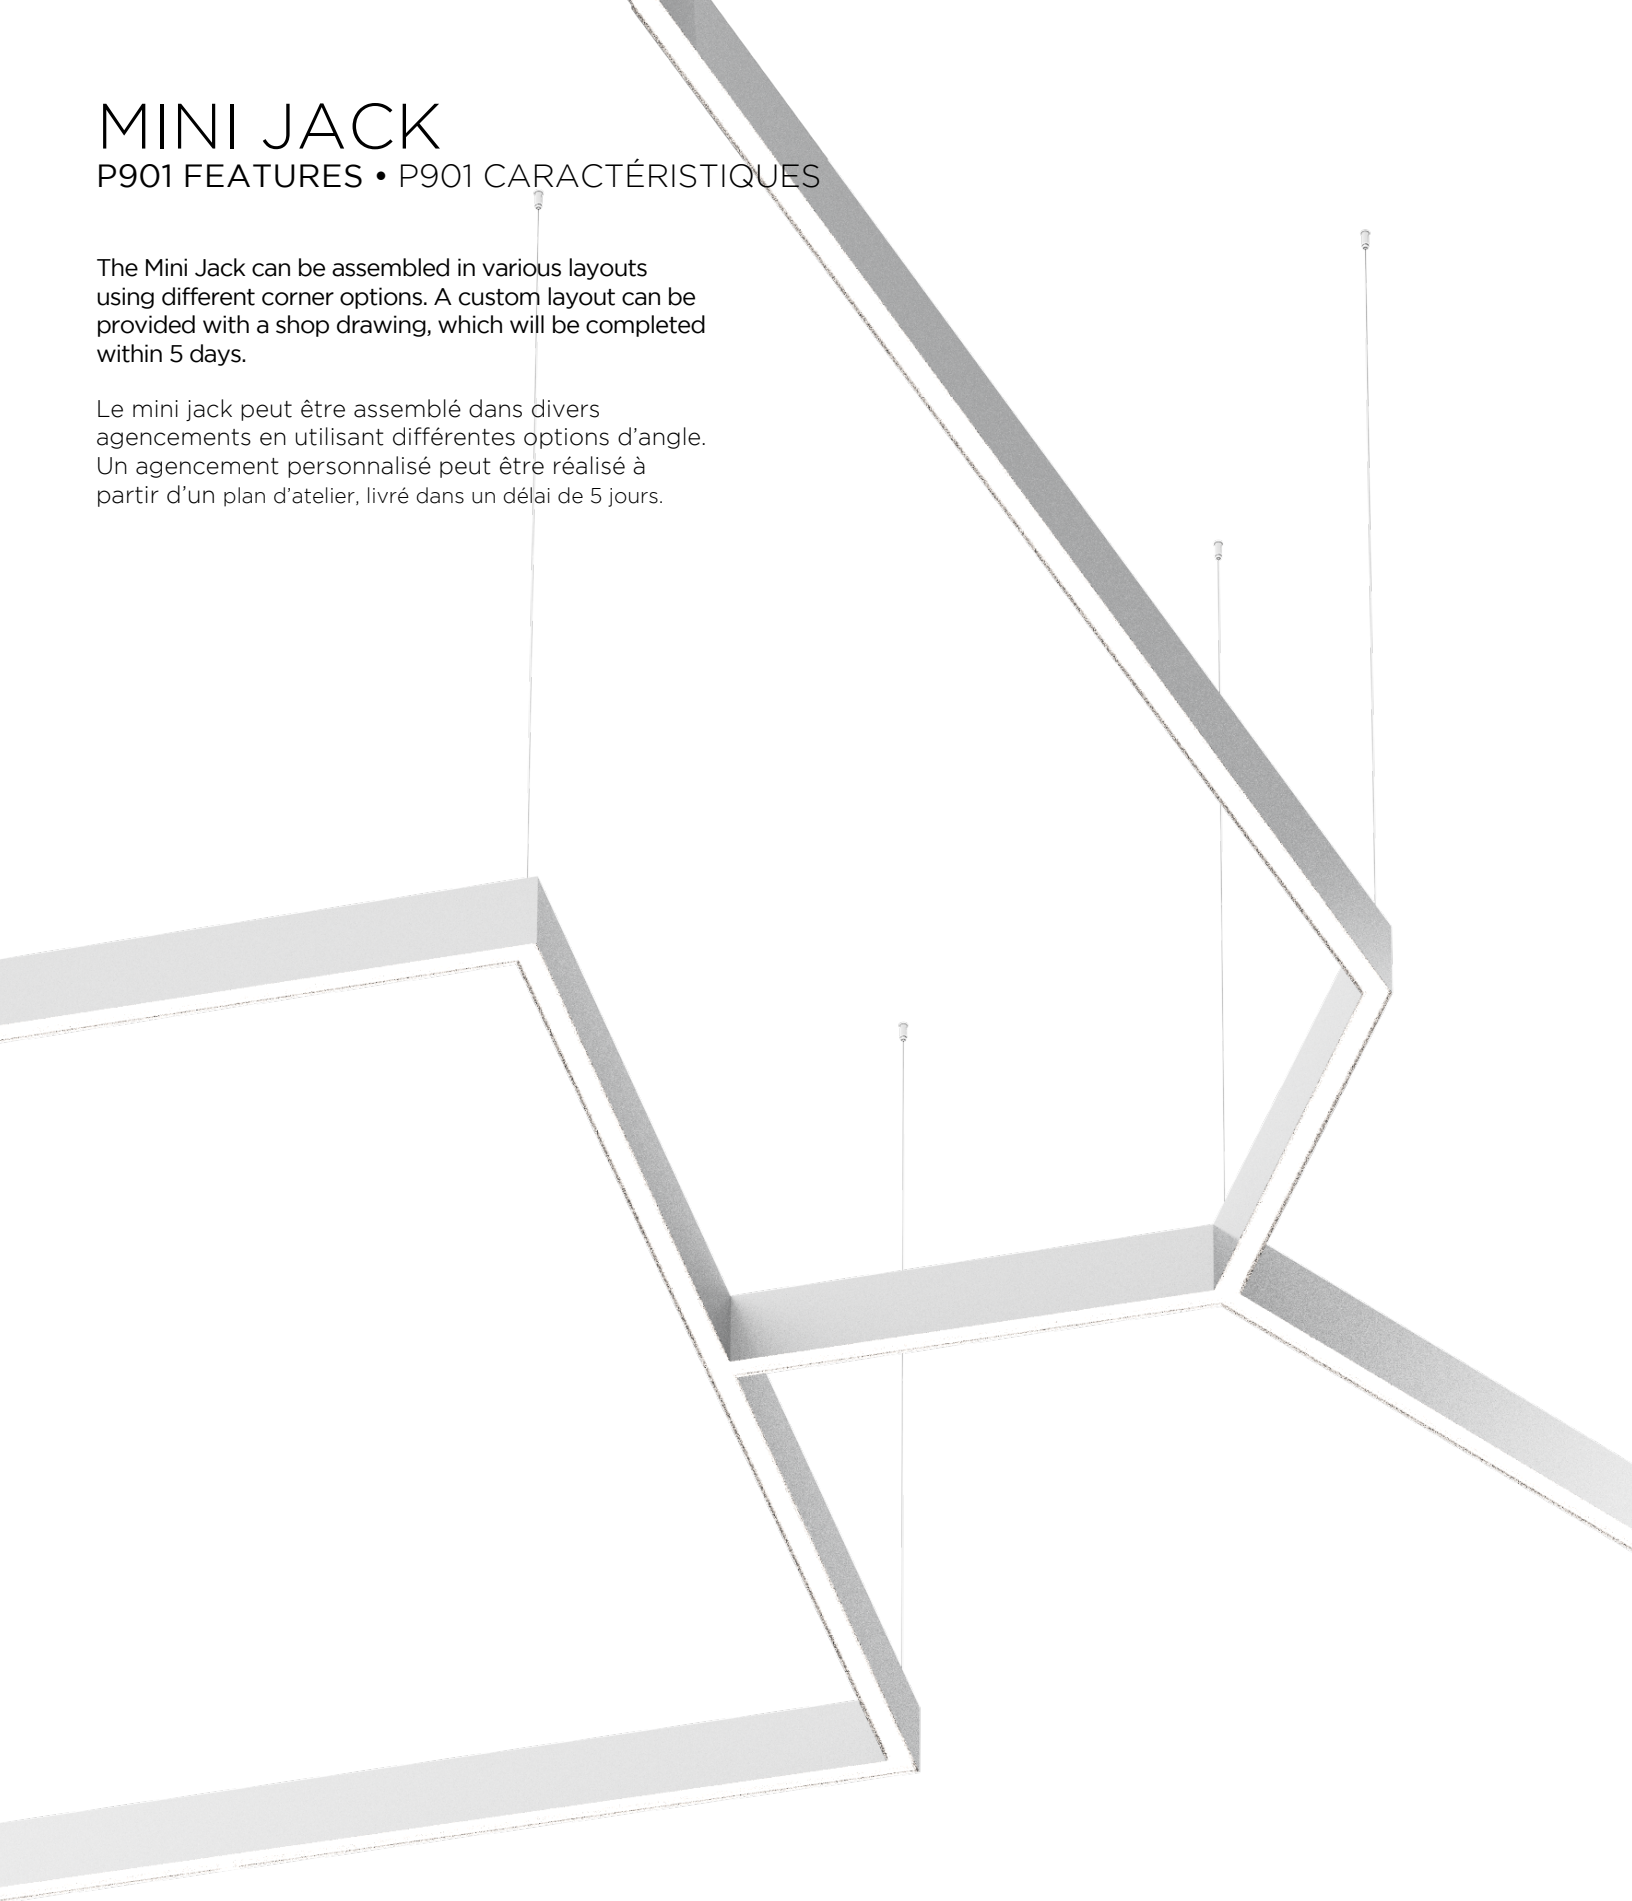 MINI JACK
P901 FEATURES • P901 CARACTÉRISTIQUES
The Mini Jack can be assembled in various layouts
using different corner options. A custom layout can be
provided with a shop drawing, which will be completed
within 5 days.
Le mini jack peut être assemblé dans divers
agencements en utilisant différentes options d’angle.
Un agencement personnalisé peut être réalisé à
partir d’un plan d’atelier, livré dans un délai de 5 jours.